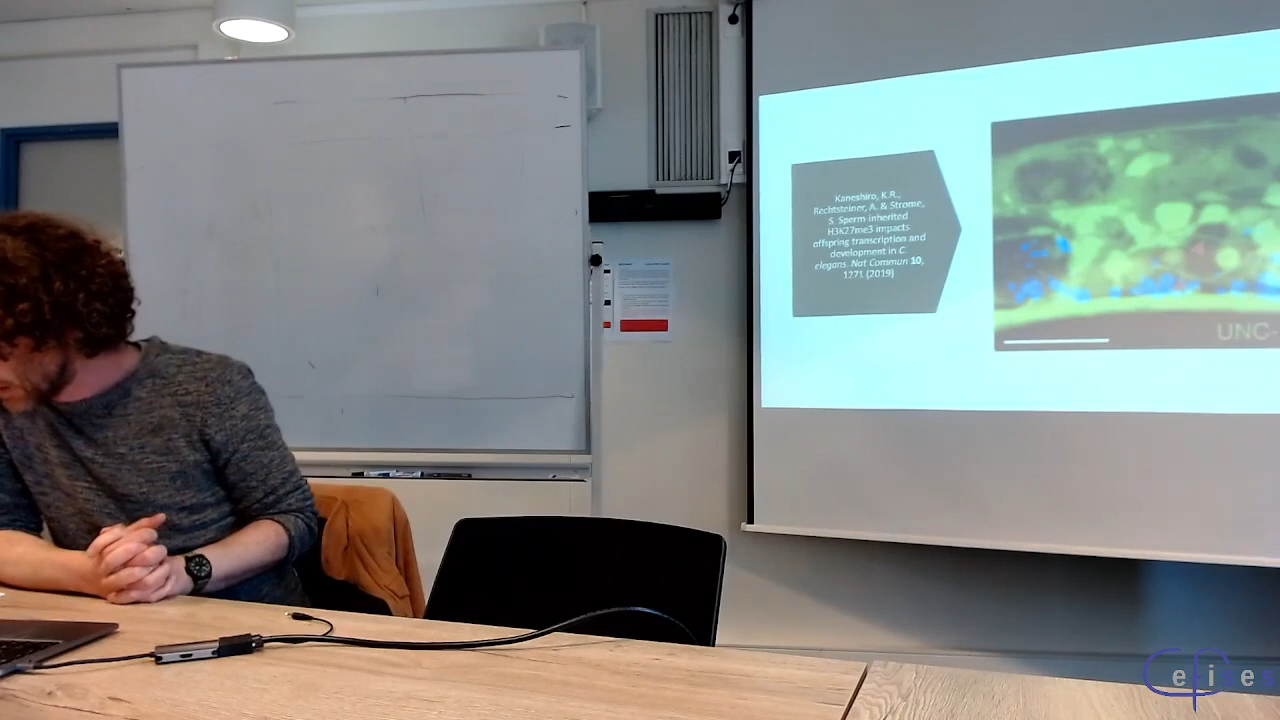 Kaneshiro, K.R.,
Rechtsteiner, A. & Strome,
S. Sperm-inherited
H3K27me3 impacts
offspring transcription and
development in C.
elegans. Nat Commun 10,
1271 (2019)
UNC-